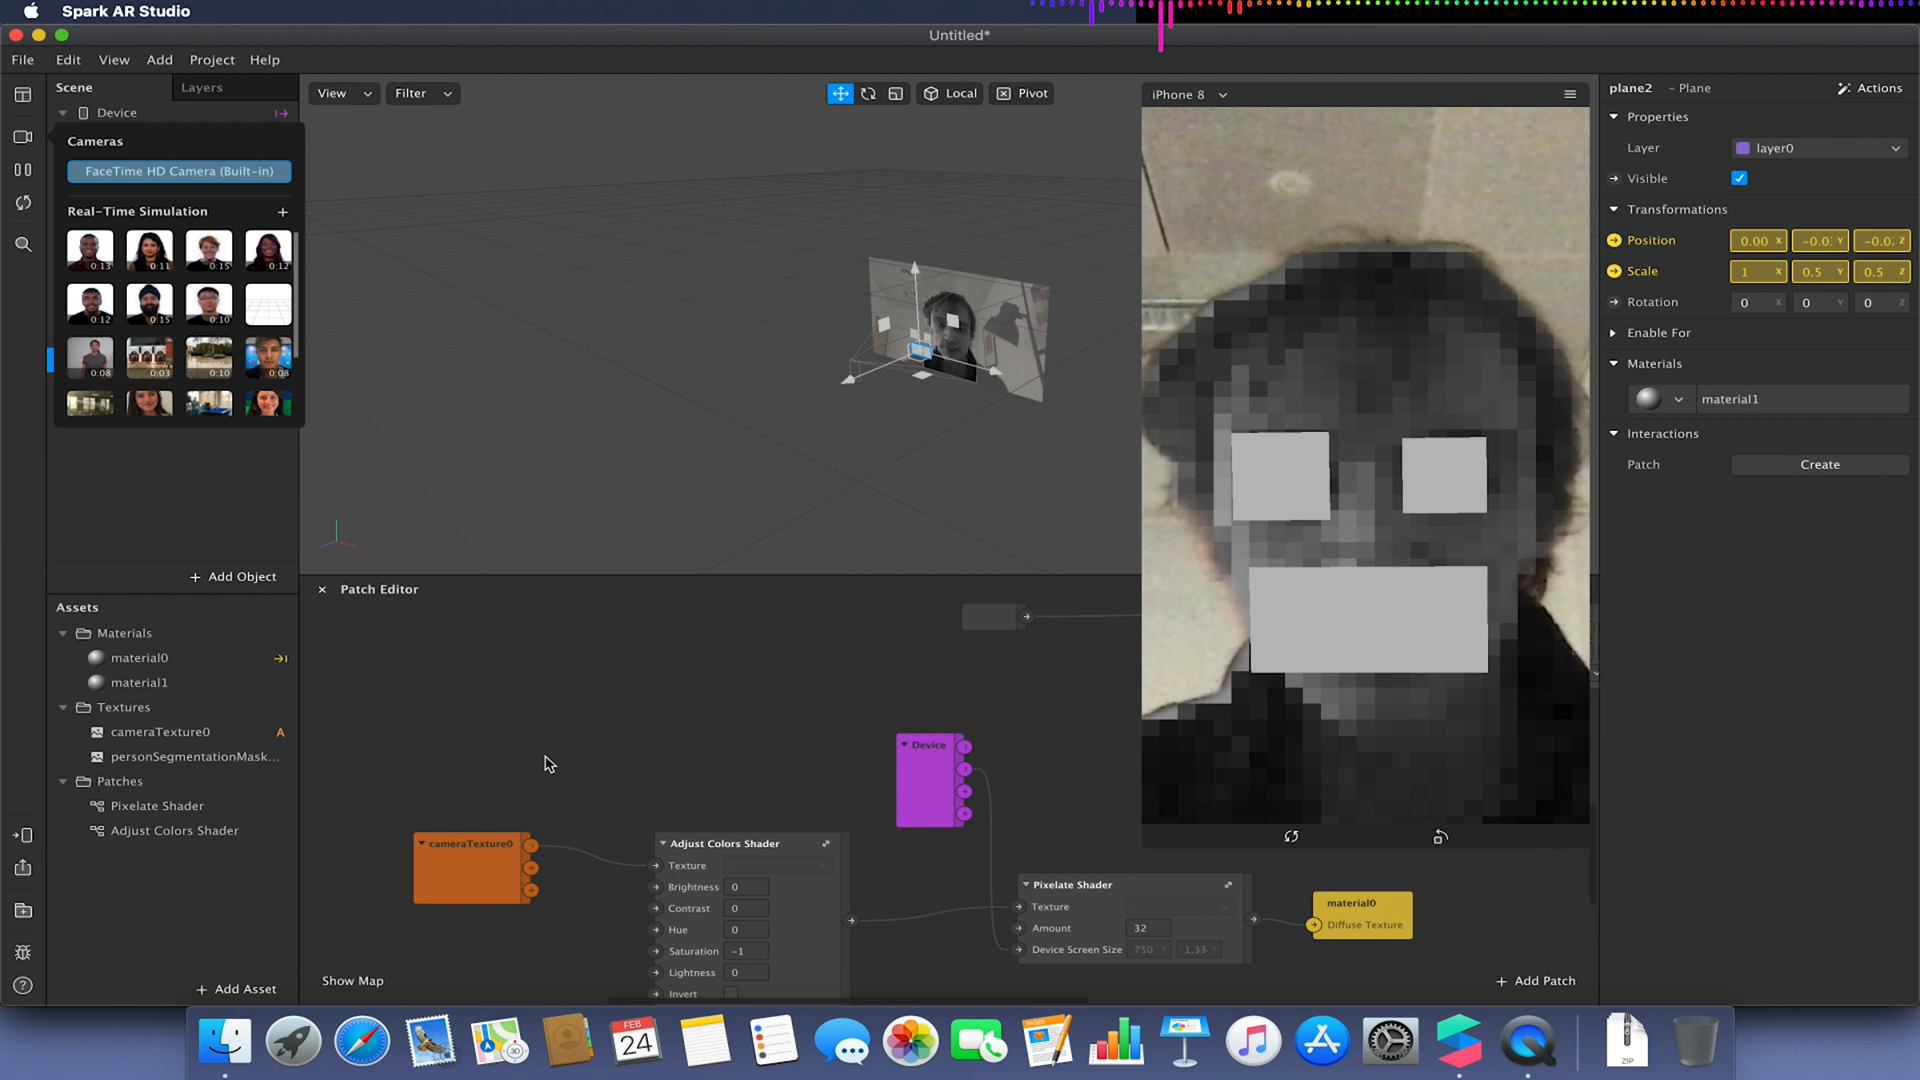 Spark AR Studio
Untitled*
File Edit View Add Project Help
Scene
Layers
Device
Cameras
FaceTime HD Camera (Built-in)
Real-Time Simulation +
0:13 0:11 0:15 0:12
0:12 0:15 0:10
0:08 0:03 0:10 0:08
+ Add Object
Assets
Materials
material0
material1
Textures
cameraTexture0 A
personSegmentationMask...
Patches
Pixelate Shader
Adjust Colors Shader
+ Add Asset
View
Filter
Local
Pivot
iPhone 8
Patch Editor
Device
cameraTexture0
Adjust Colors Shader
Texture
Brightness 0
Contrast 0
Hue 0
Saturation -1
Lightness 0
Invert
Pixelate Shader
Texture
Amount 32
Device Screen Size 750 X 1,33
material0
Diffuse Texture
Show Map
+ Add Patch
plane2 - Plane
Actions
Properties
Layer layer0
Visible
Transformations
Position 0.00 X -0.0 Y -0.0 Z
Scale 1 X 0.5 Y 0.5 Z
Rotation 0 X 0 Y 0 Z
Enable For
Materials
material1
Interactions
Patch Create
3D
FEB
24
PAGES
ZIP